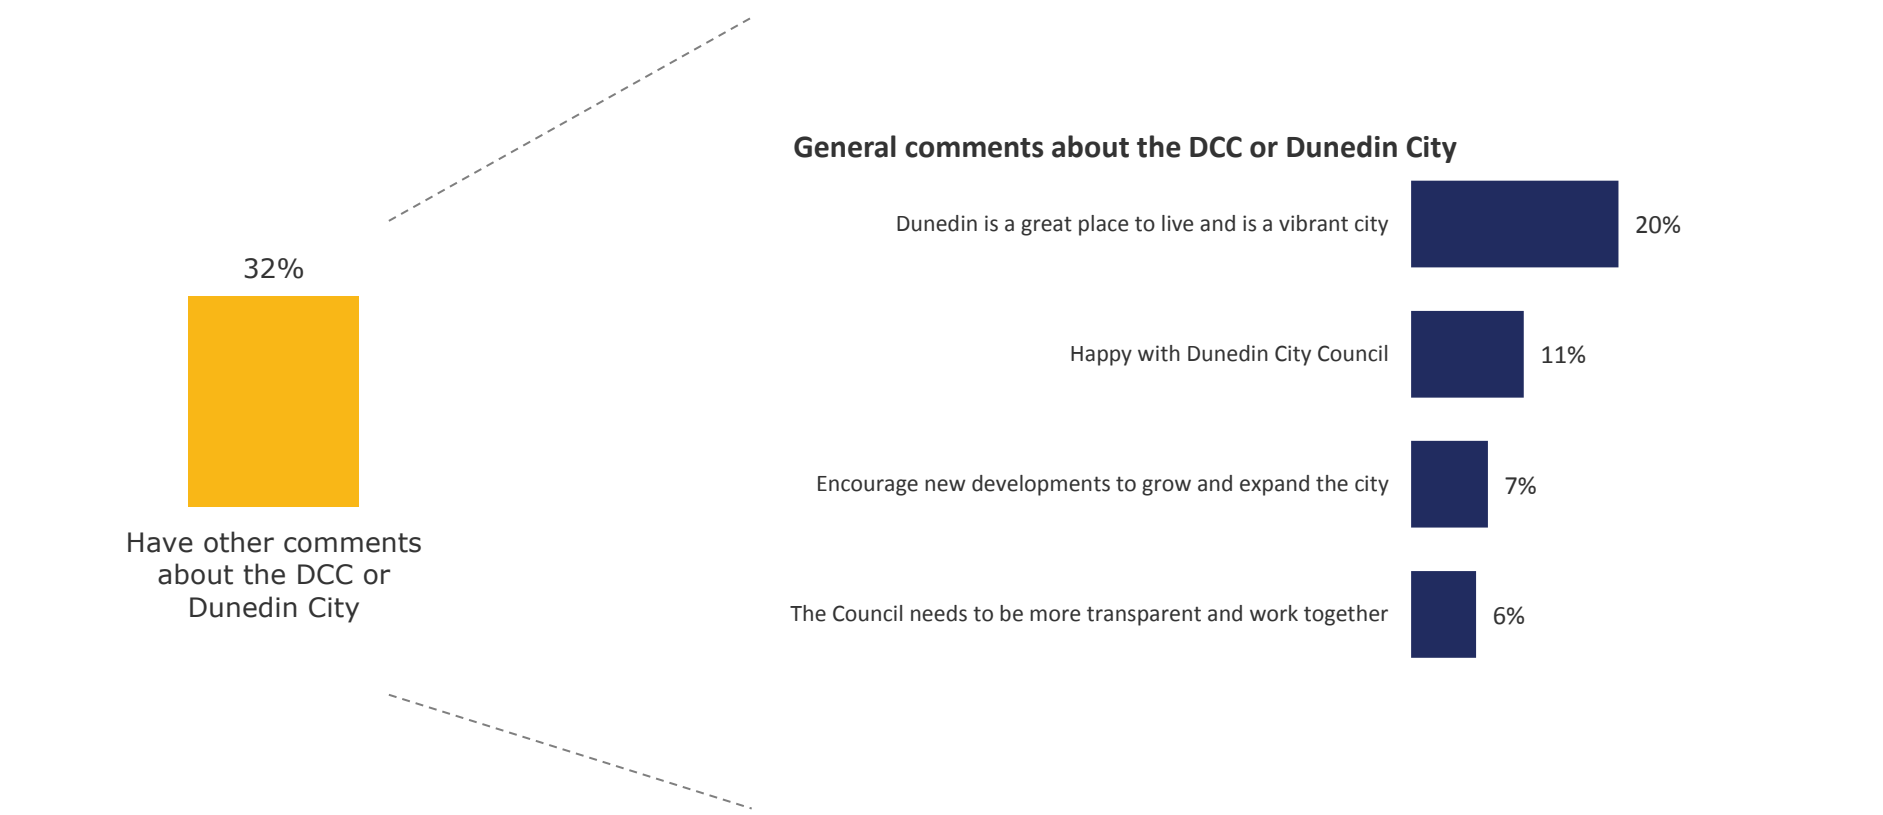 32%
Have other comments
about the DCC or
Dunedin City
General comments about the DCC or Dunedin City
Dunedin is a great place to live and is a vibrant city 20%
Happy with Dunedin City Council 11%
Encourage new developments to grow and expand the city 7%
The Council needs to be more transparent and work together 6%